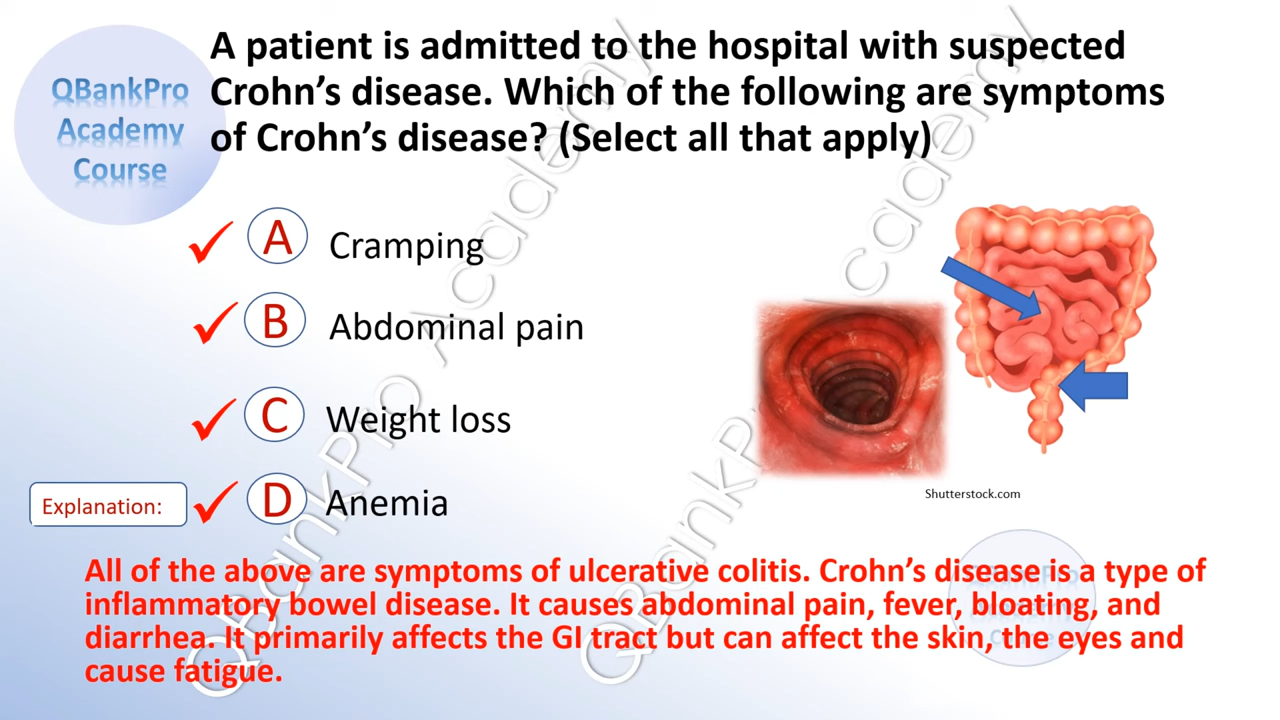 QBankPro
Academy
Course
A patient is admitted to the hospital with suspected
Crohn’s disease. Which of the following are symptoms
of Crohn’s disease? (Select all that apply)
A Cramping
B Abdominal pain
C Weight loss
D Anemia
Shutterstock.com
Explanation:
All of the above are symptoms of ulcerative colitis. Crohn’s disease is a type of
inflammatory bowel disease. It causes abdominal pain, fever, bloating, and
diarrhea. It primarily affects the GI tract but can affect the skin, the eyes and
cause fatigue.
QBankPro Academy
QBankPro Academy